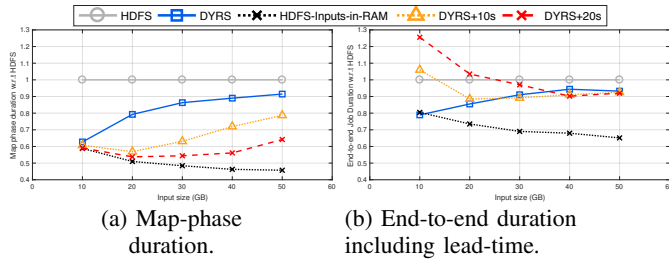 HDFS DYRS HDFS-Inputs-in-RAM DYRS+10s DYRS+20s
Map phase duration w.r.t HDFS
1.3
1.2
1.1
1
0.9
0.8
0.7
0.6
0.5
0.4
0 10 20 30 40 50 60
Input size (GB)
(a) Map-phase
duration.
End-to-end Job Duration w.r.t HDFS
1.3
1.2
1.1
1
0.9
0.8
0.7
0.6
0.5
0.4
0 10 20 30 40 50 60
Input size (GB)
(b) End-to-end duration
including lead-time.